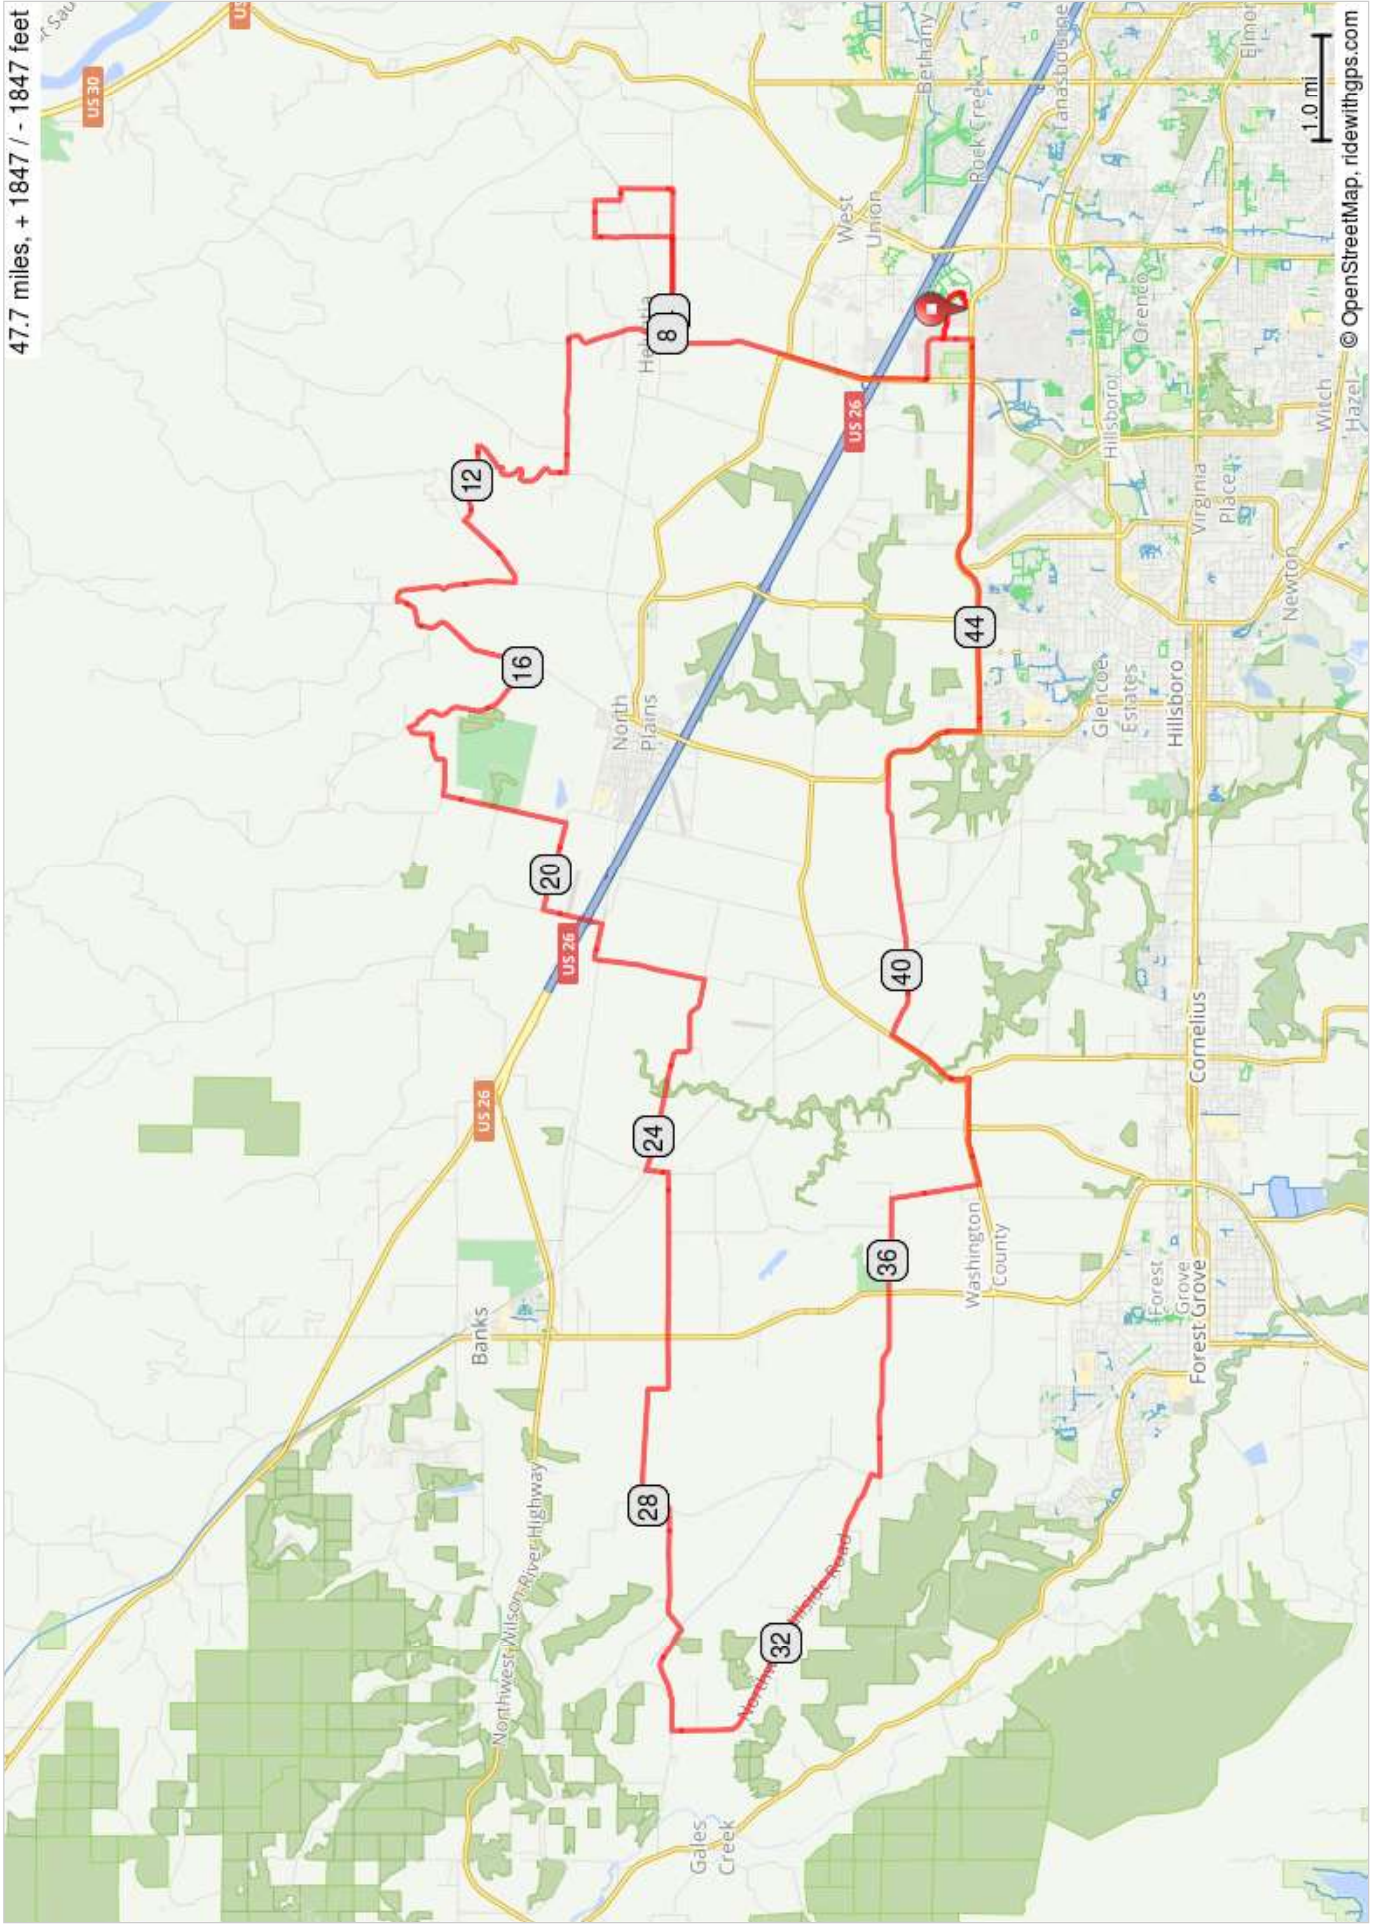 47.7 miles, + 1847 / - 1847 feet
US 30
US
Bethany
Elmor
Rock Creek
Tanasbourne
1.0 mi
West
Union
8
Orenco
US 26
Hillsboro
Witch
Hazel
12
Virginia
Place
Newton
44
16
North
Plains
Glencoe
Estates
Hillsboro
20
US 26
40
Cornelius
US 26
24
Washington
County
36
Forest
Grove
Forest Grove
Banks
28
Northwest Wilson River Highway
32
Gales
Creek
© OpenStreetMap, ridewithgps.com